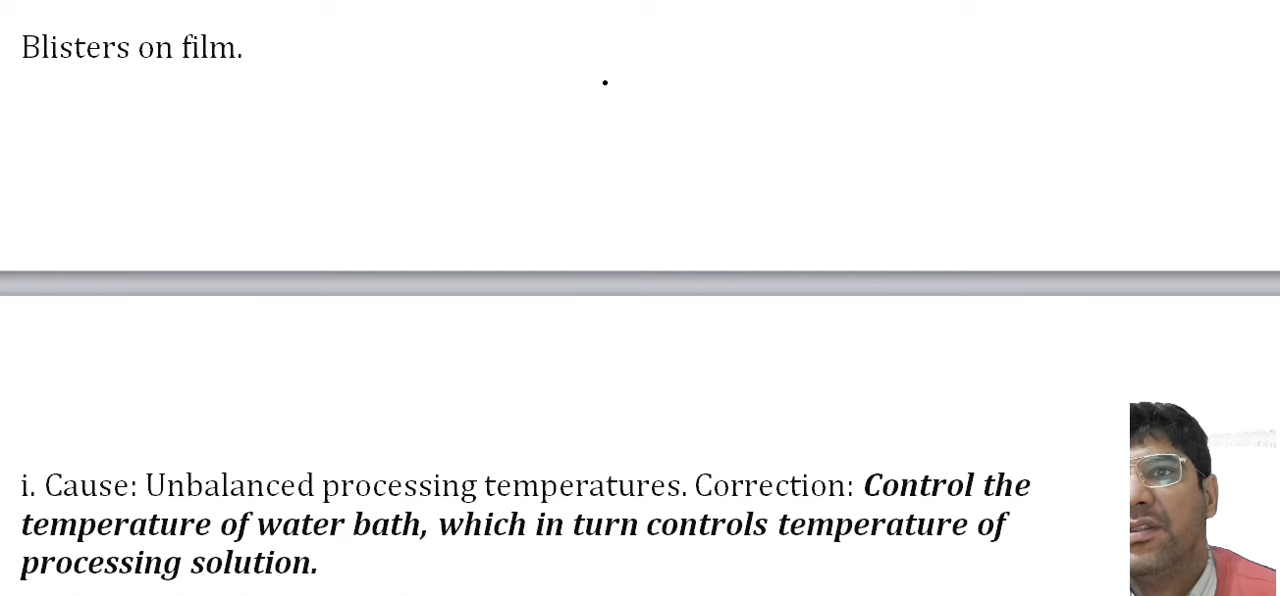 Blisters on film.
i. Cause: Unbalanced processing temperatures. Correction: Control the
temperature of water bath, which in turn controls temperature of
processing solution.